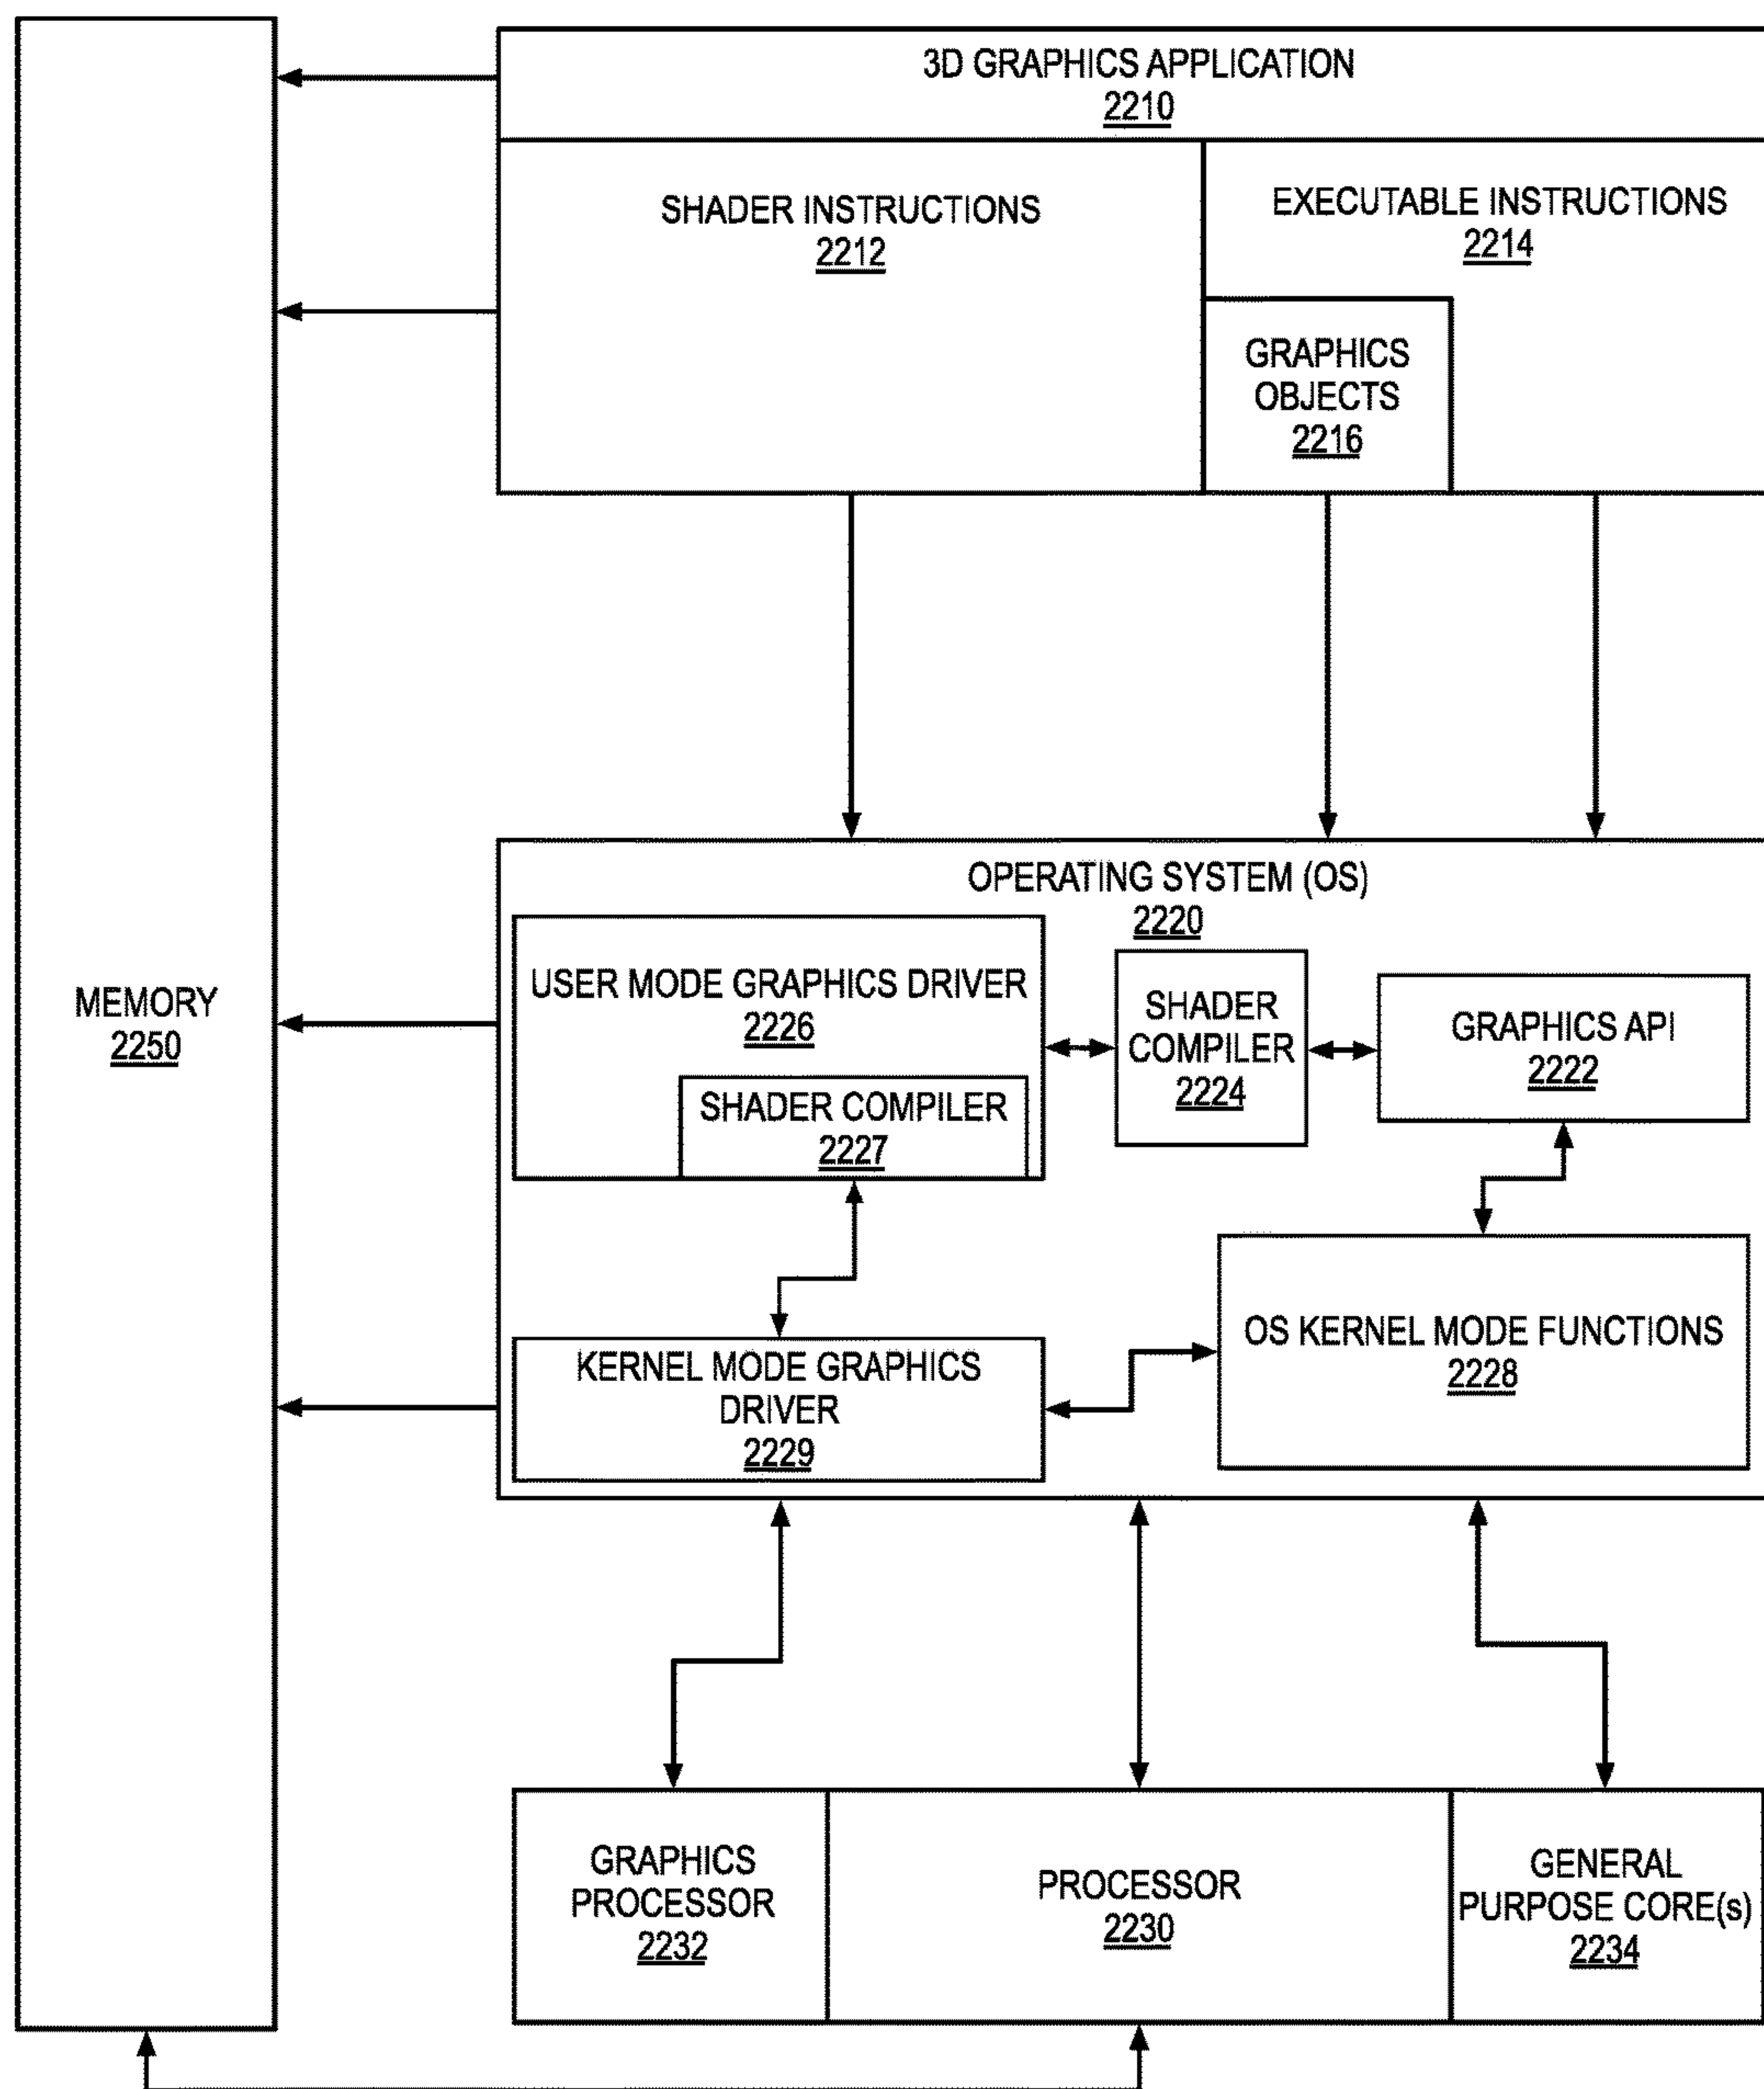 3D GRAPHICS APPLICATION
2210
SHADER INSTRUCTIONS
2212
EXECUTABLE INSTRUCTIONS
2214
GRAPHICS
OBJECTS
2216
MEMORY
2250
OPERATING SYSTEM (OS)
2220
USER MODE GRAPHICS DRIVER
2226
SHADER COMPILER
2227
SHADER
COMPILER
2224
GRAPHICS API
2222
KERNEL MODE GRAPHICS
DRIVER
2229
OS KERNEL MODE FUNCTIONS
2228
GRAPHICS
PROCESSOR
2232
PROCESSOR
2230
GENERAL
PURPOSE CORE(s)
2234